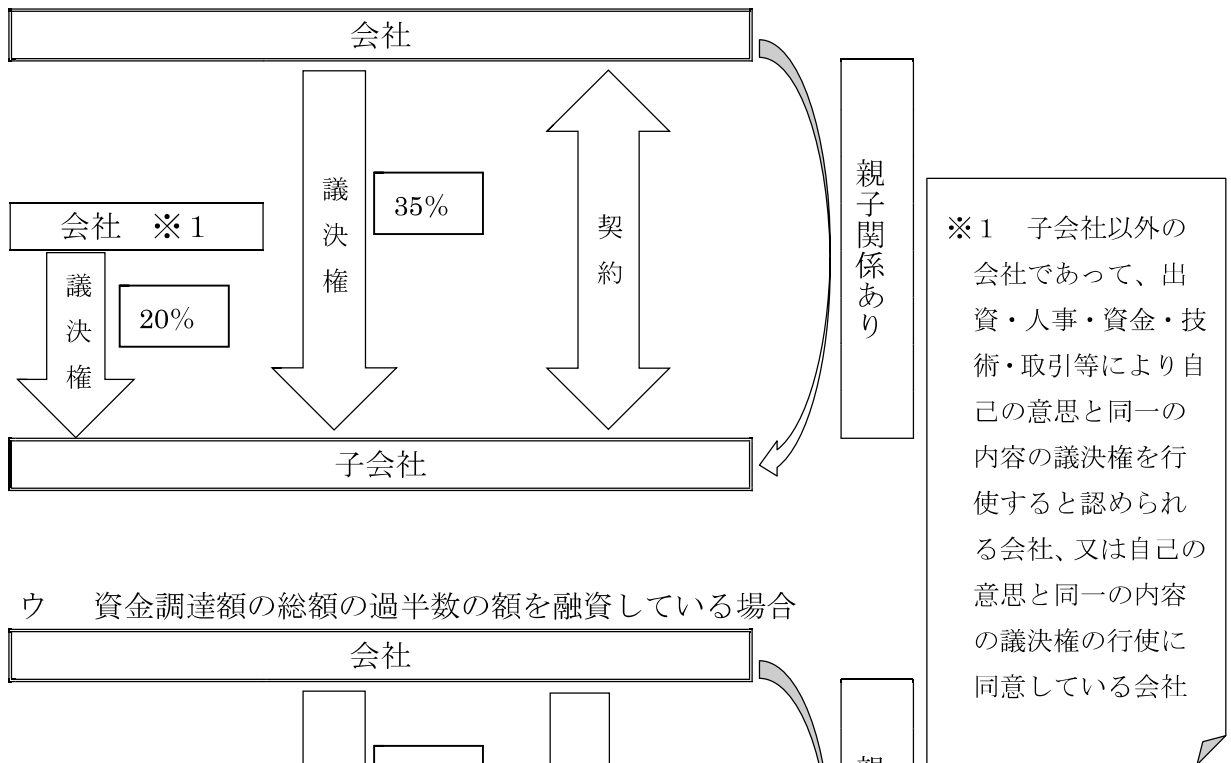 会社
議決権
35%
契約
会社　※１
議決権
20%
子会社
親子関係あり
※１　子会社以外の
会社であって、出
資・人事・資金・技
術・取引等により自
己の意思と同一の
内容の議決権を行
使すると認められ
る会社、又は自己の
意思と同一の内容
の議決権の行使に
同意している会社
ウ　資金調達額の総額の過半数の額を融資している場合
会社